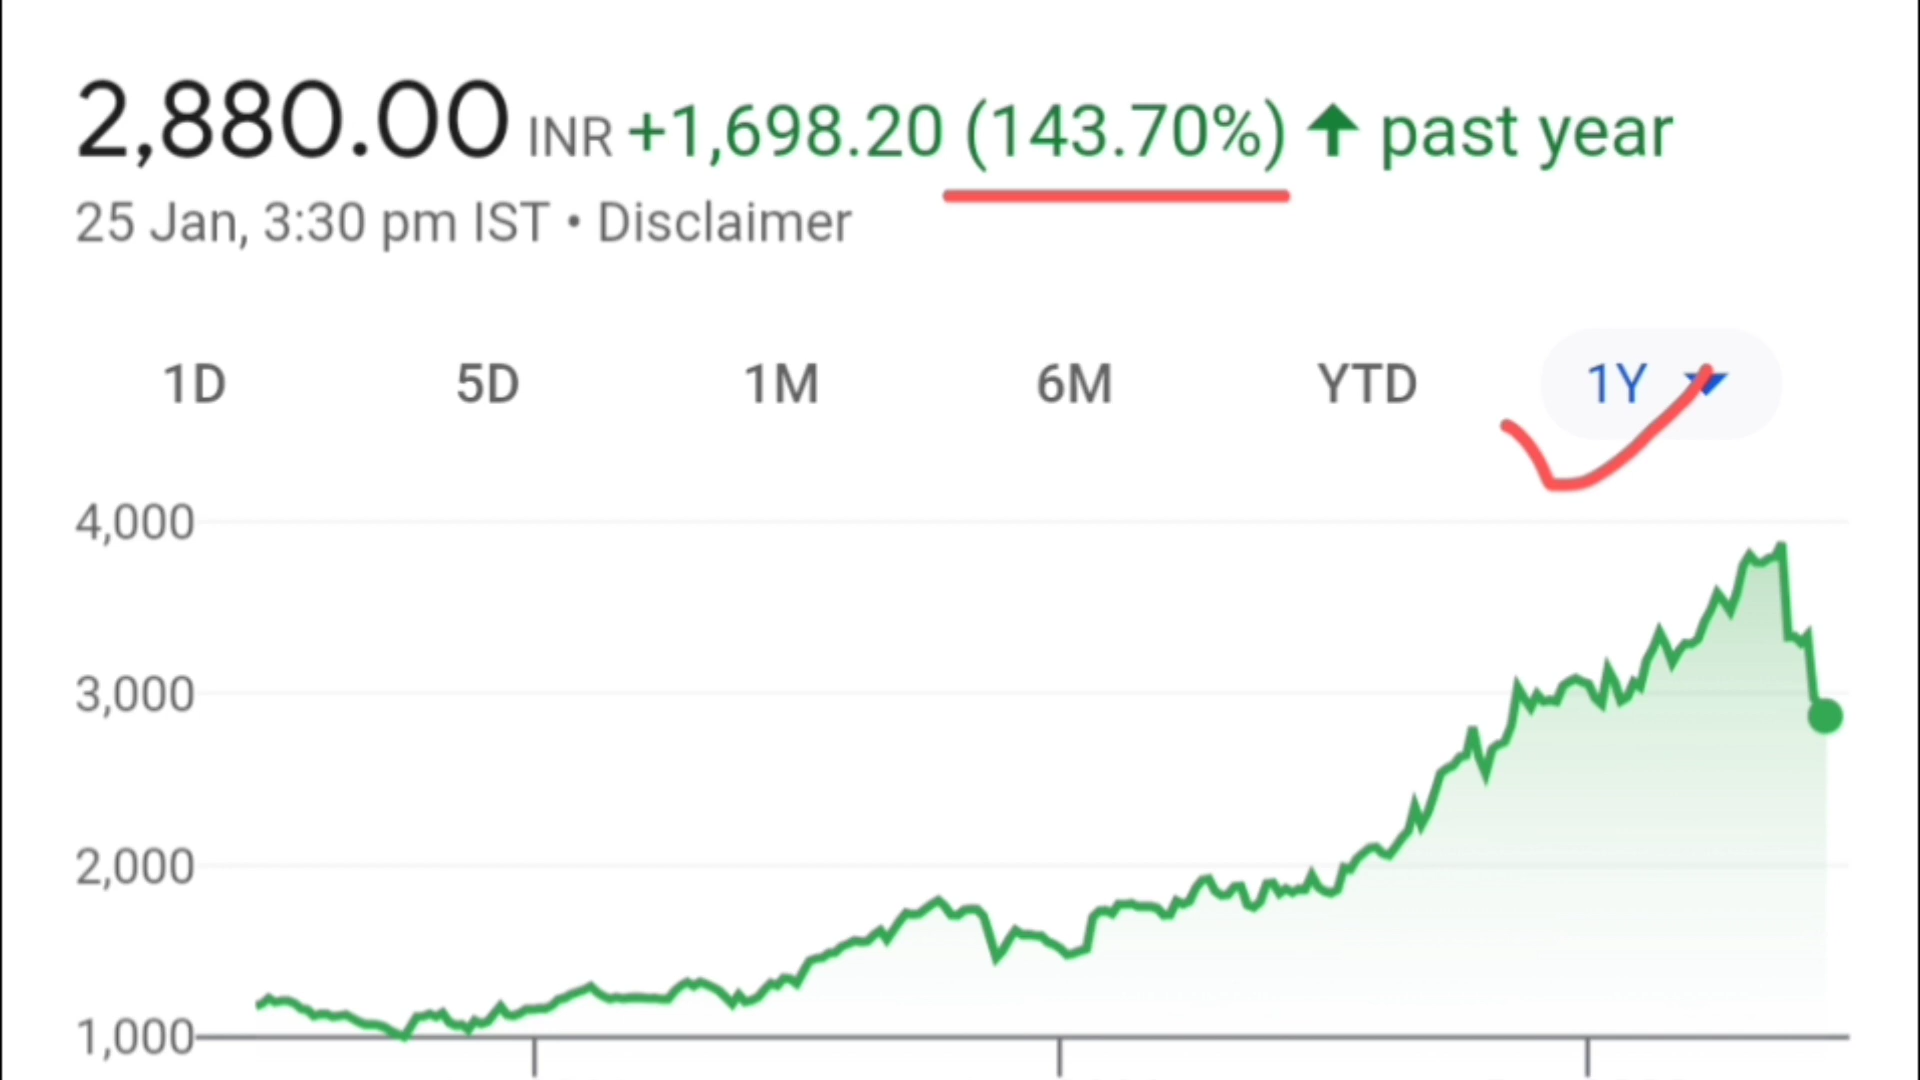 2,880.00 INR +1,698.20 (143.70%) ↑ past year
25 Jan, 3:30 pm IST • Disclaimer
1D 5D 1M 6M YTD 1Y
4,000
3,000
2,000
1,000